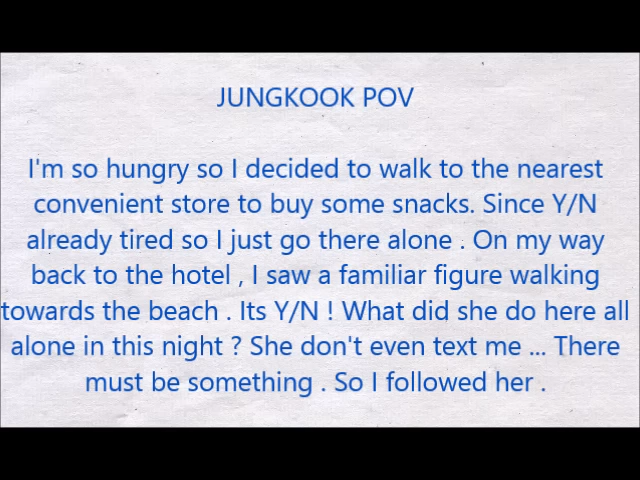 JUNGKOOK POV
I'm so hungry so I decided to walk to the nearest
convenient store to buy some snacks. Since Y/N
already tired so I just go there alone . On my way
back to the hotel , I saw a familiar figure walking
towards the beach . Its Y/N ! What did she do here all
alone in this night ? She don't even text me ... There
must be something . So I followed her .